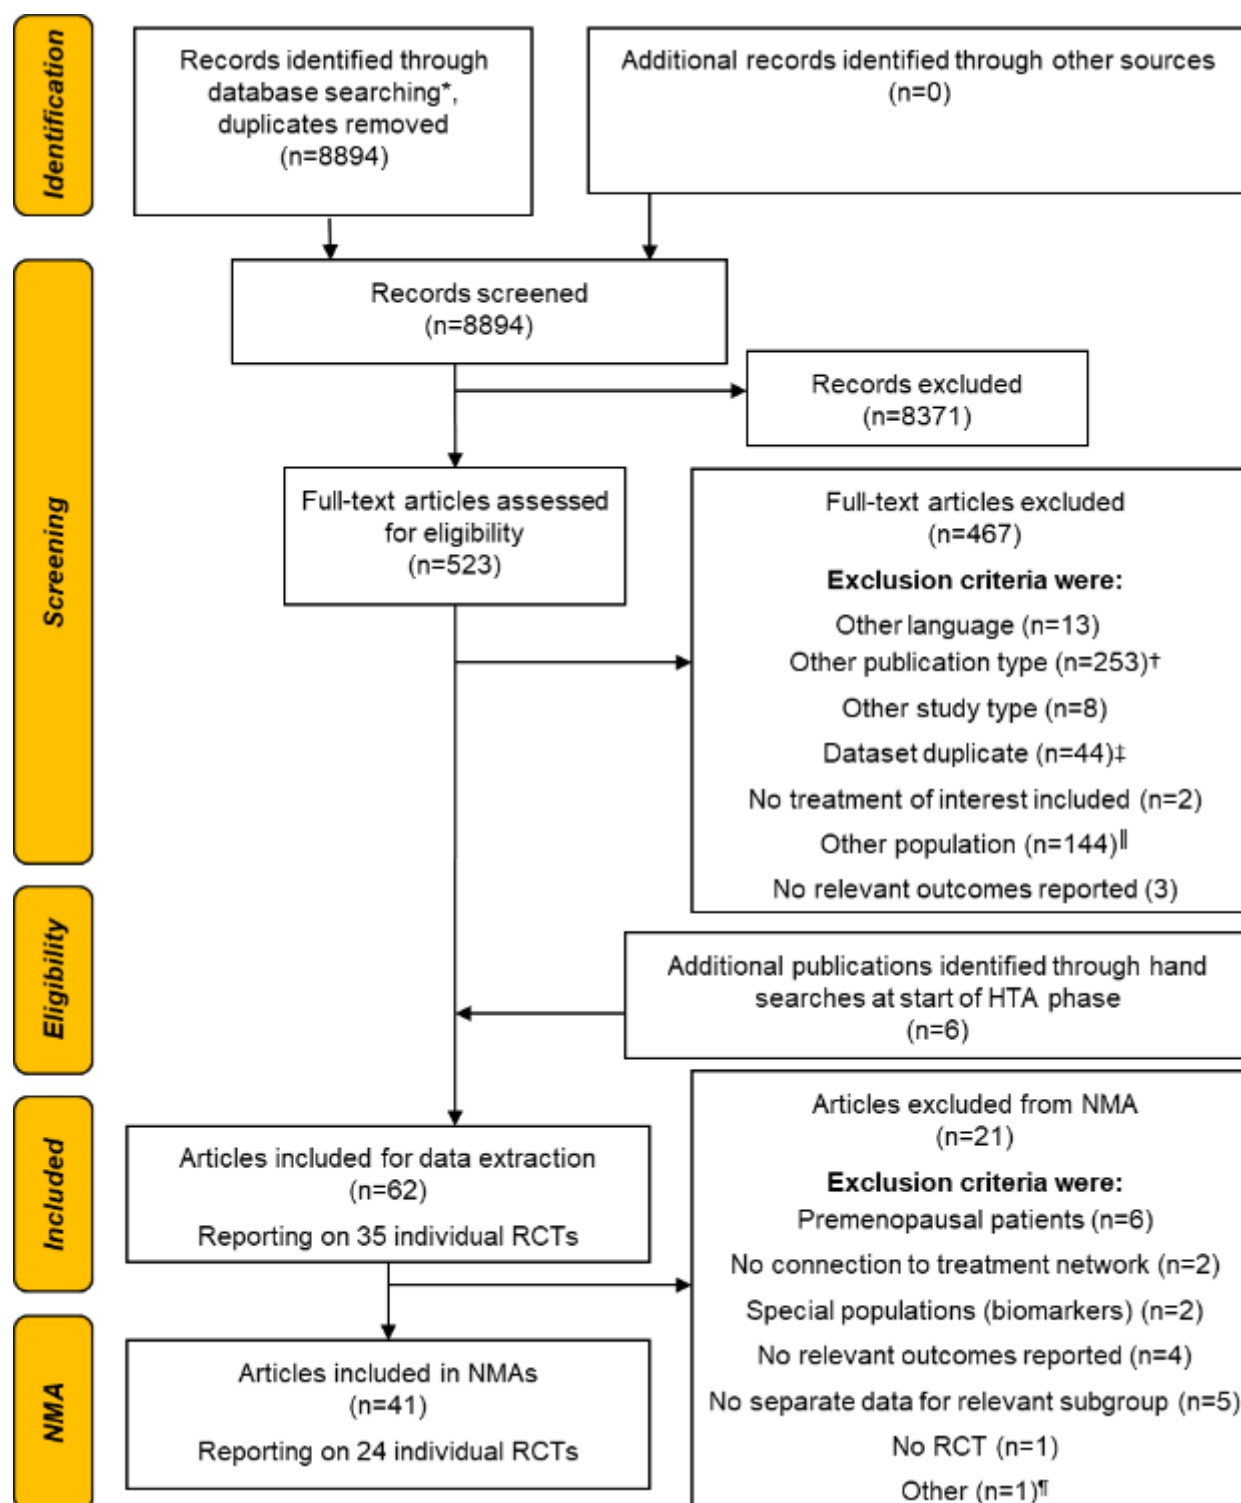 Identification
Records identified through
database searching*,
duplicates removed
(n=8894)
Additional records identified through other sources
(n=0)
Screening
Records screened
(n=8894)
Records excluded
(n=8371)
Full-text articles assessed
for eligibility
(n=523)
Full-text articles excluded
(n=467)
Exclusion criteria were:
Other language (n=13)
Other publication type (n=253)†
Other study type (n=8)
Dataset duplicate (n=44)‡
No treatment of interest included (n=2)
Other population (n=144)‖
No relevant outcomes reported (3)
Eligibility
Additional publications identified through hand
searches at start of HTA phase
(n=6)
Included
Articles included for data extraction
(n=62)
Reporting on 35 individual RCTs
Articles excluded from NMA
(n=21)
Exclusion criteria were:
Premenopausal patients (n=6)
No connection to treatment network (n=2)
Special populations (biomarkers) (n=2)
No relevant outcomes reported (n=4)
No separate data for relevant subgroup (n=5)
No RCT (n=1)
Other (n=1)¶
NMA
Articles included in NMAs
(n=41)
Reporting on 24 individual RCTs